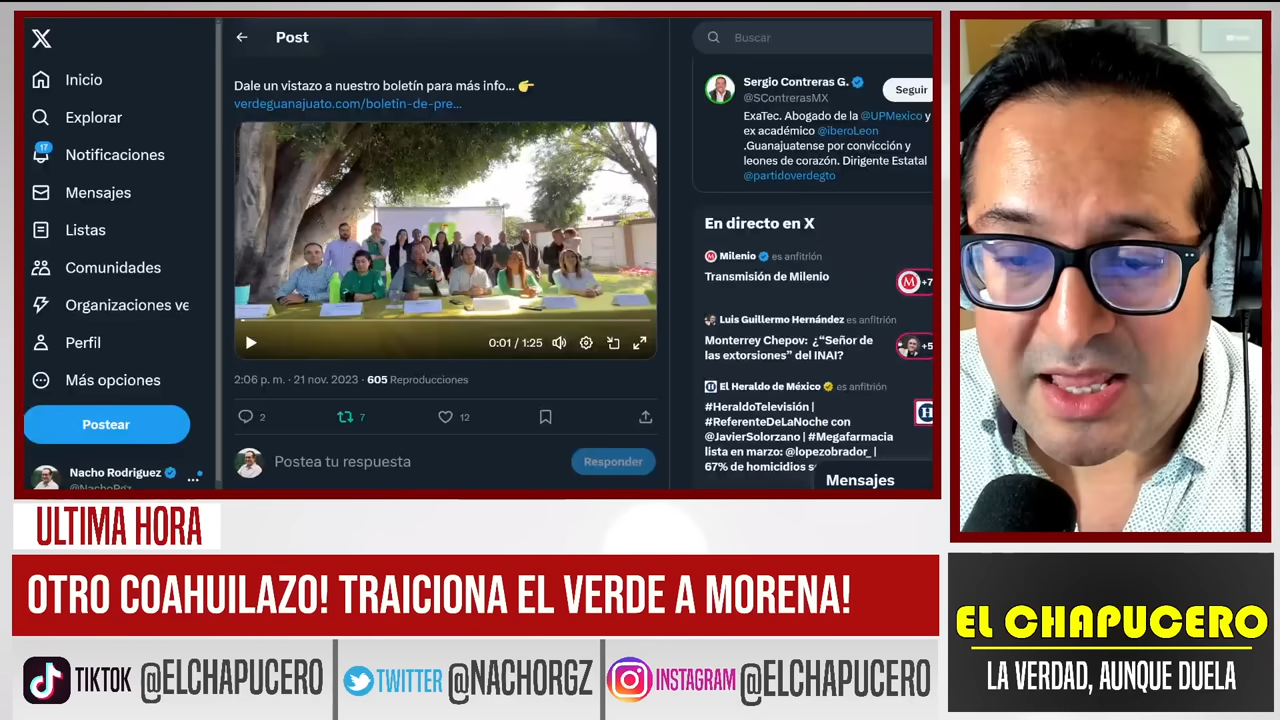 X
Inicio
Explorar
17
Notificaciones
Mensajes
Listas
Comunidades
Organizaciones ve
Perfil
Más opciones
Postear
Nacho Rodriguez
@NachoRgz
Post
Dale un vistazo a nuestro boletín para más info... 👉
verdeguanajuato.com/boletin-de-pre...
0:01 / 1:25
2:06 p. m. · 21 nov. 2023 · 605 Reproducciones
2
7
12
Postea tu respuesta
Responder
Buscar
Sergio Contreras G.
@SContrerasMX
Seguir
ExaTec. Abogado de la @UPMexico y
ex académico @iberoLeon
.Guanajuatense por convicción y
leones de corazón. Dirigente Estatal
@partidoverdegto
En directo en X
Milenio es anfitrión
Transmisión de Milenio
+7
Luis Guillermo Hernández es anfitrión
Monterrey Chepov: ¿“Señor de
las extorsiones” del INAI?
+5
El Heraldo de México es anfitrión
#HeraldoTelevisión |
#ReferenteDeLaNoche con
@JavierSolorzano | #Megafarmacia
lista en marzo: @lopezobrador_ |
67% de homicidios s
Mensajes
ULTIMA HORA
OTRO COAHUILAZO! TRAICIONA EL VERDE A MORENA!
TIKTOK @ELCHAPUCERO
TWITTER @NACHORGZ
INSTAGRAM @ELCHAPUCERO
EL CHAPUCERO
LA VERDAD, AUNQUE DUELA